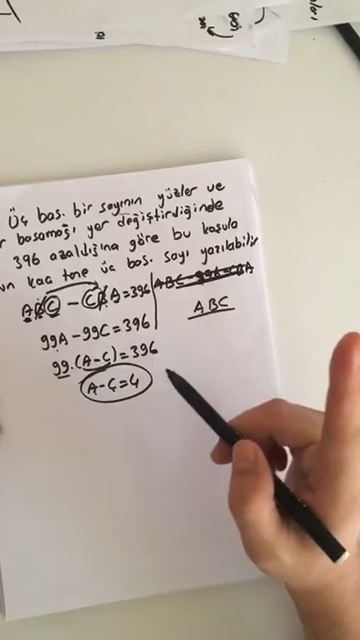 Üç bas. bir sayının yüzler ve
basamağı yer değiştirdiğinde
396 azaldığına göre bu koşula
kaç tane üç bas. sayı yazılabilir
ABC - CBA = 396
ABC
99A - 99C = 396
99.(A-C) = 396
A-C=4